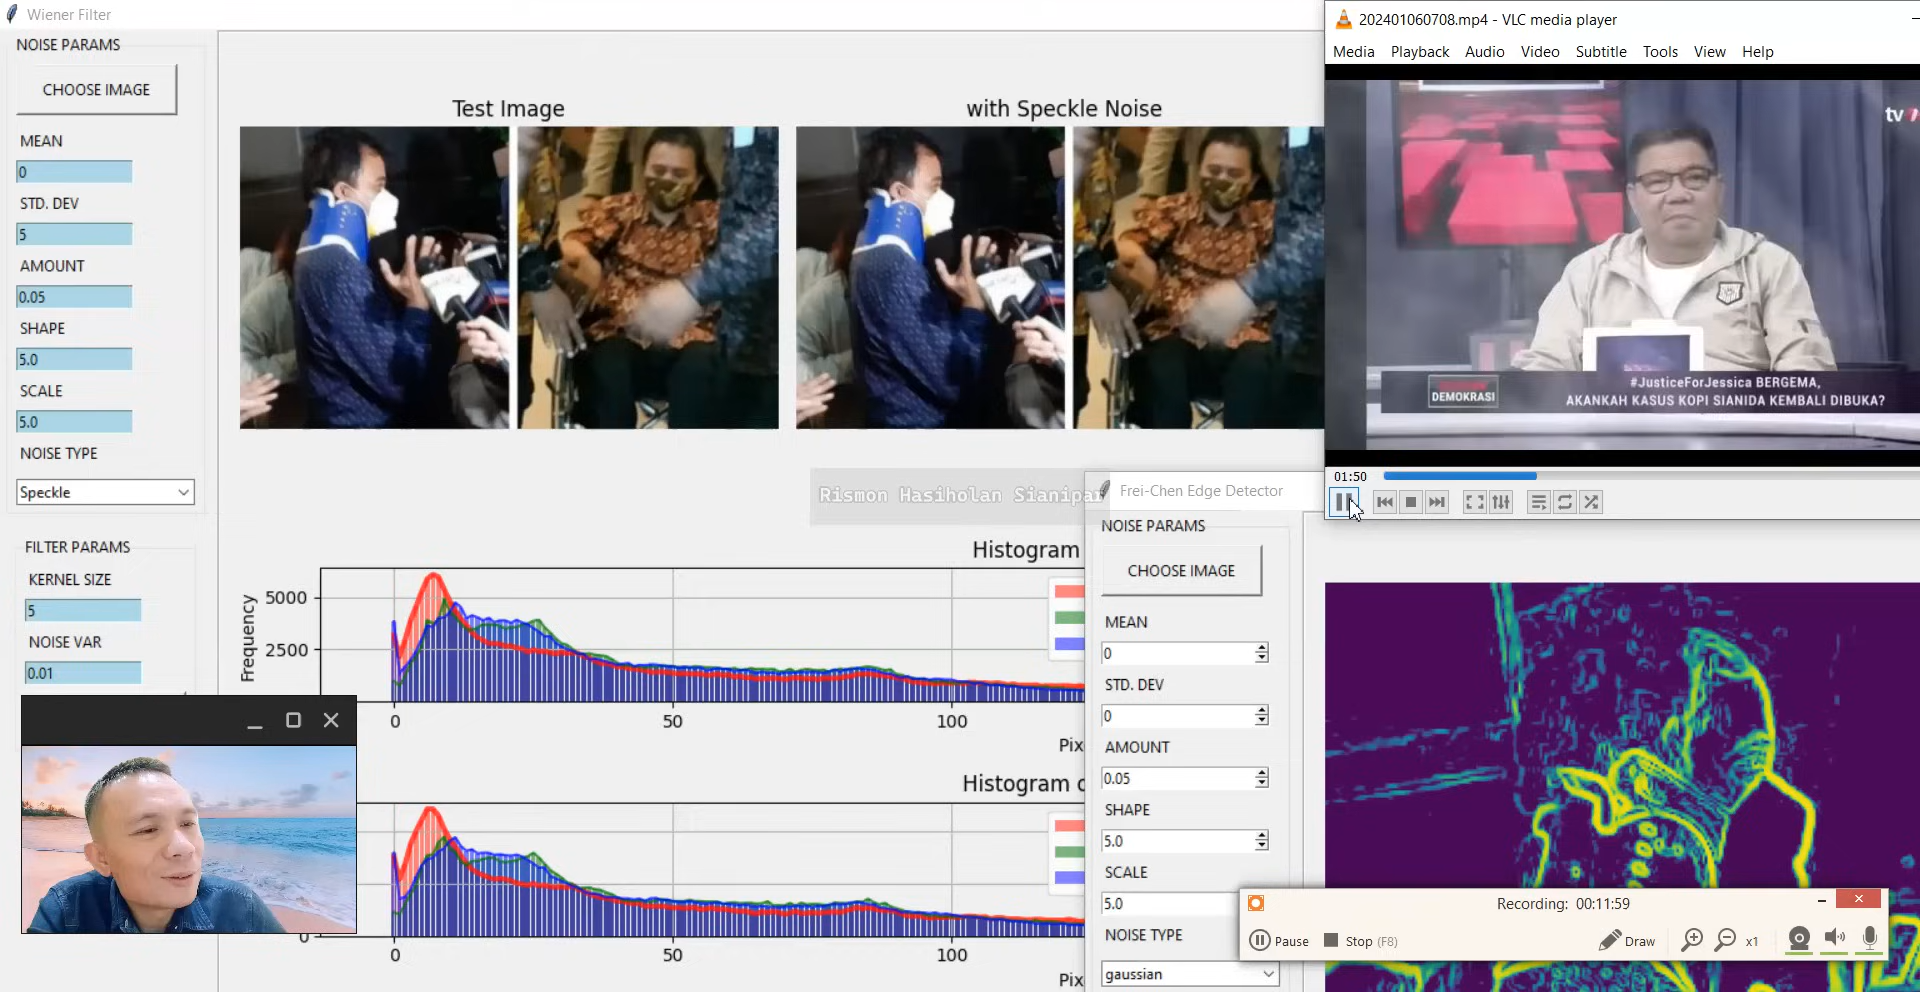 Wiener Filter
NOISE PARAMS
CHOOSE IMAGE
MEAN
0
STD. DEV
5
AMOUNT
0.05
SHAPE
5.0
SCALE
5.0
NOISE TYPE
Speckle
FILTER PARAMS
KERNEL SIZE
5
NOISE VAR
0.01
Test Image
with Speckle Noise
Rismon Hasiholan Sianipar
Histogram
Frequency
5000
2500
0
50
100
Pix
Histogram o
0
0
50
100
Pix
202401060708.mp4 - VLC media player
Media Playback Audio Video Subtitle Tools View Help
tv
DEMOKRASI
#JusticeForJessica BERGEMA,
AKANKAH KASUS KOPI SIANIDA KEMBALI DIBUKA?
01:50
Frei-Chen Edge Detector
NOISE PARAMS
CHOOSE IMAGE
MEAN
0
STD. DEV
0
AMOUNT
0.05
SHAPE
5.0
SCALE
5.0
NOISE TYPE
gaussian
Recording: 00:11:59
Pause Stop (F8) Draw x1